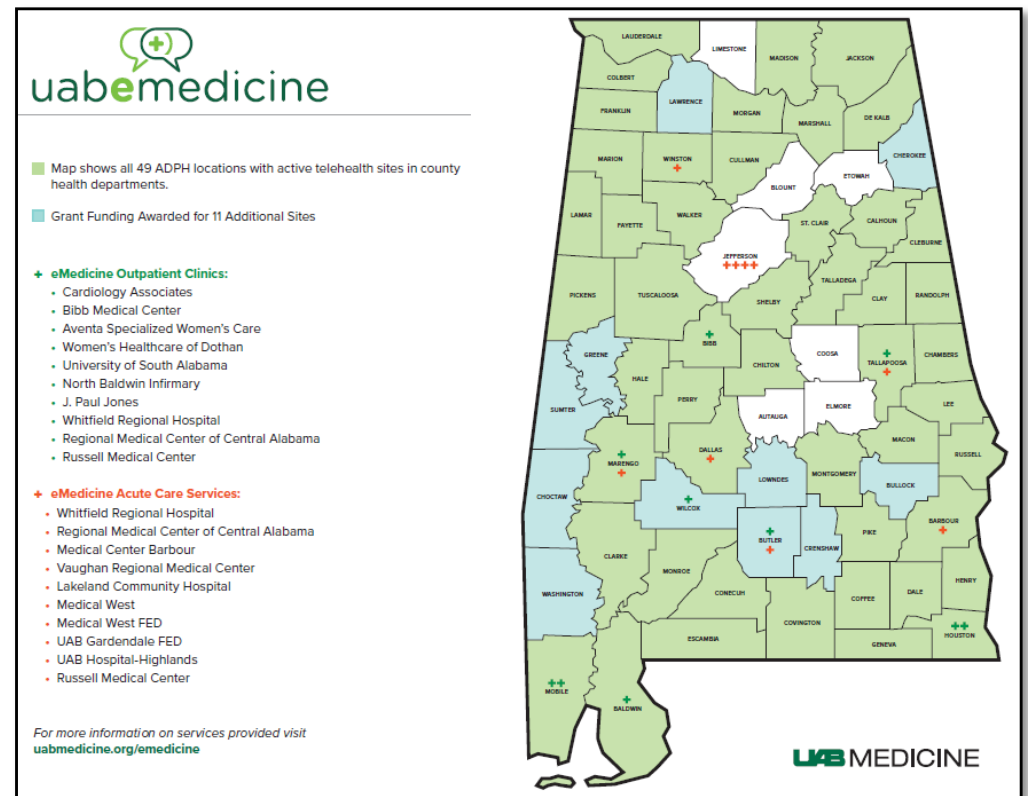 uabemedicine
Map shows all 49 ADPH locations with active telehealth sites in county
health departments.
Grant Funding Awarded for 11 Additional Sites
+ eMedicine Outpatient Clinics:
• Cardiology Associates
• Bibb Medical Center
• Aventa Specialized Women's Care
• Women's Healthcare of Dothan
• University of South Alabama
• North Baldwin Infirmary
• J. Paul Jones
• Whitfield Regional Hospital
• Regional Medical Center of Central Alabama
• Russell Medical Center
+ eMedicine Acute Care Services:
• Whitfield Regional Hospital
• Regional Medical Center of Central Alabama
• Medical Center Barbour
• Vaughan Regional Medical Center
• Lakeland Community Hospital
• Medical West
• Medical West FED
• UAB Gardendale FED
• UAB Hospital-Highlands
• Russell Medical Center
For more information on services provided visit
uabmedicine.org/emedicine
LAUDERDALE
LIMESTONE
MADISON
JACKSON
COLBERT
LAWRENCE
FRANKLIN
MORGAN
MARSHALL
DE KALB
CHEROKEE
MARION
WINSTON
+
CULLMAN
ETOWAH
BLOUNT
LAMAR
FAYETTE
WALKER
ST. CLAIR
CALHOUN
CLEBURNE
JEFFERSON
++++
PICKENS
TUSCALOOSA
SHELBY
TALLADEGA
CLAY
RANDOLPH
GREENE
+
BIBB
COOSA
+
TALLAPOOSA
+
CHAMBERS
HALE
CHILTON
SUMTER
PERRY
AUTAUGA
ELMORE
LEE
MACON
RUSSELL
+
MARENGO
+
DALLAS
+
LOWNDES
MONTGOMERY
BULLOCK
CHOCTAW
+
WILCOX
+
BUTLER
+
CRENSHAW
PIKE
BARBOUR
+
CLARKE
MONROE
WASHINGTON
CONECUH
COFFEE
DALE
HENRY
COVINGTON
++
HOUSTON
ESCAMBIA
GENEVA
++
MOBILE
+
BALDWIN
UAB MEDICINE